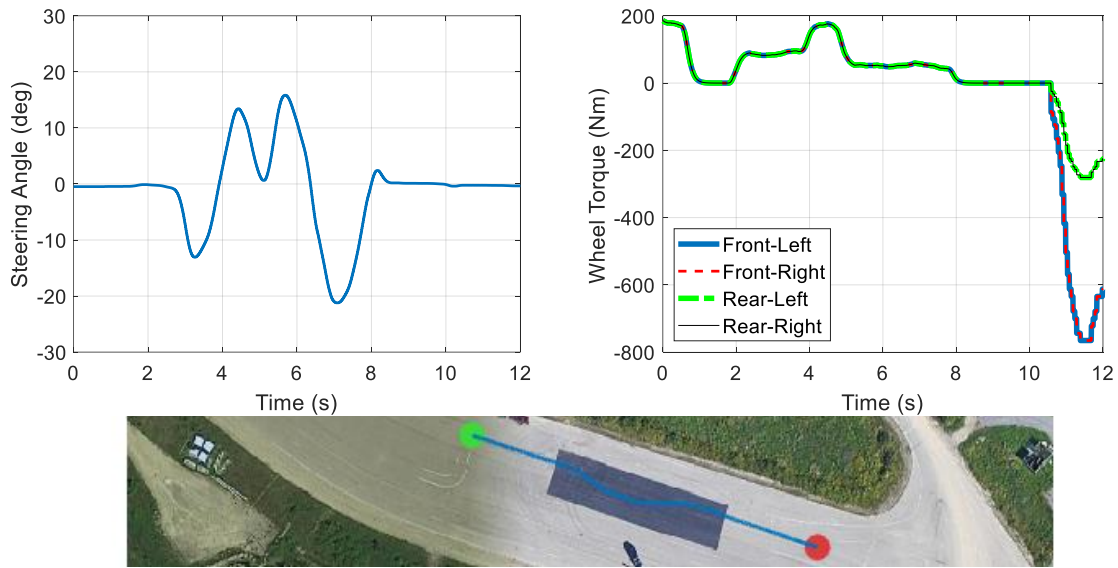 30
20
10
0
-10
-20
-30
0 2 4 6 8 10 12
Steering Angle (deg)
Time (s)
200
0
-200
-400
-600
-800
0 2 4 6 8 10 12
Wheel Torque (Nm)
Time (s)
Front-Left
Front-Right
Rear-Left
Rear-Right